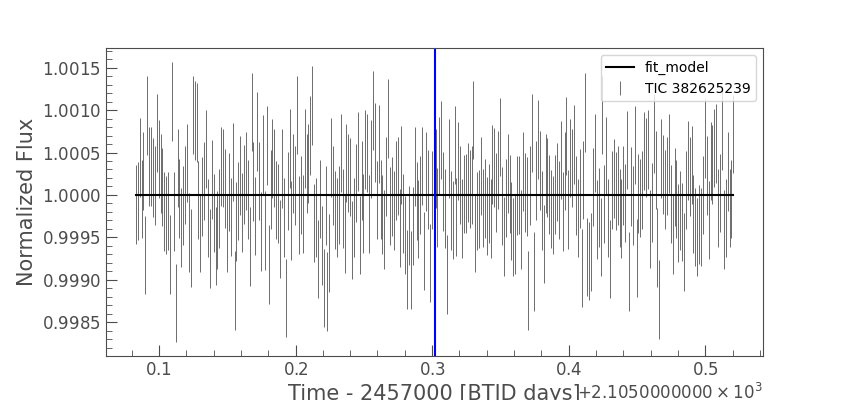 fit_model
TIC 382625239
Normalized Flux
1.0015
1.0010
1.0005
1.0000
0.9995
0.9990
0.9985
0.1 0.2 0.3 0.4 0.5
Time - 2457000 [BTJD days]
+2.1050000000 × 10³